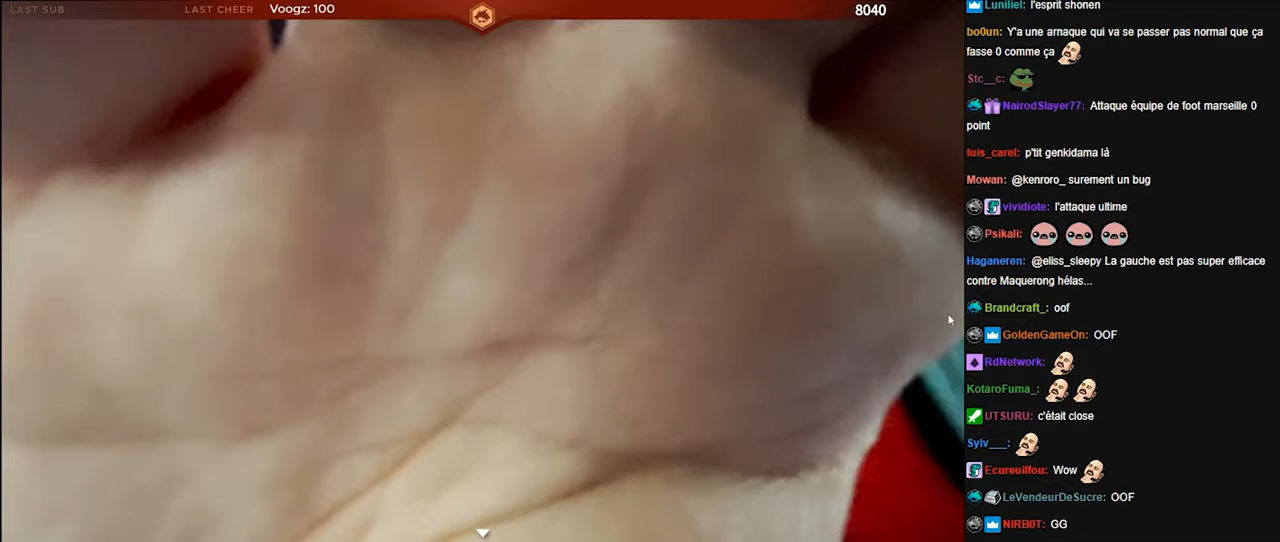 LAST SUB LAST CHEER Voogz: 100 8040
Luniliel: l'esprit shonen
bo0un: Y'a une arnaque qui va se passer pas normal que ça
fasse 0 comme ça
Stc__c:
NairodSlayer77: Attaque équipe de foot marseille 0
point
luis_carel: p'tit genkidama là
Mowan: @kenroro_ surement un bug
vividiote: l'attaque ultime
Psikali:
Haganeren: @eliss_sleepy La gauche est pas super efficace
contre Maquerong hélas...
Brandcraft_: oof
GoldenGameOn: OOF
RdNetwork:
KotaroFuma_:
UTSURU: c'était close
Sylv___:
Ecureuilfou: Wow
LeVendeurDeSucre: OOF
NIRB0T: GG